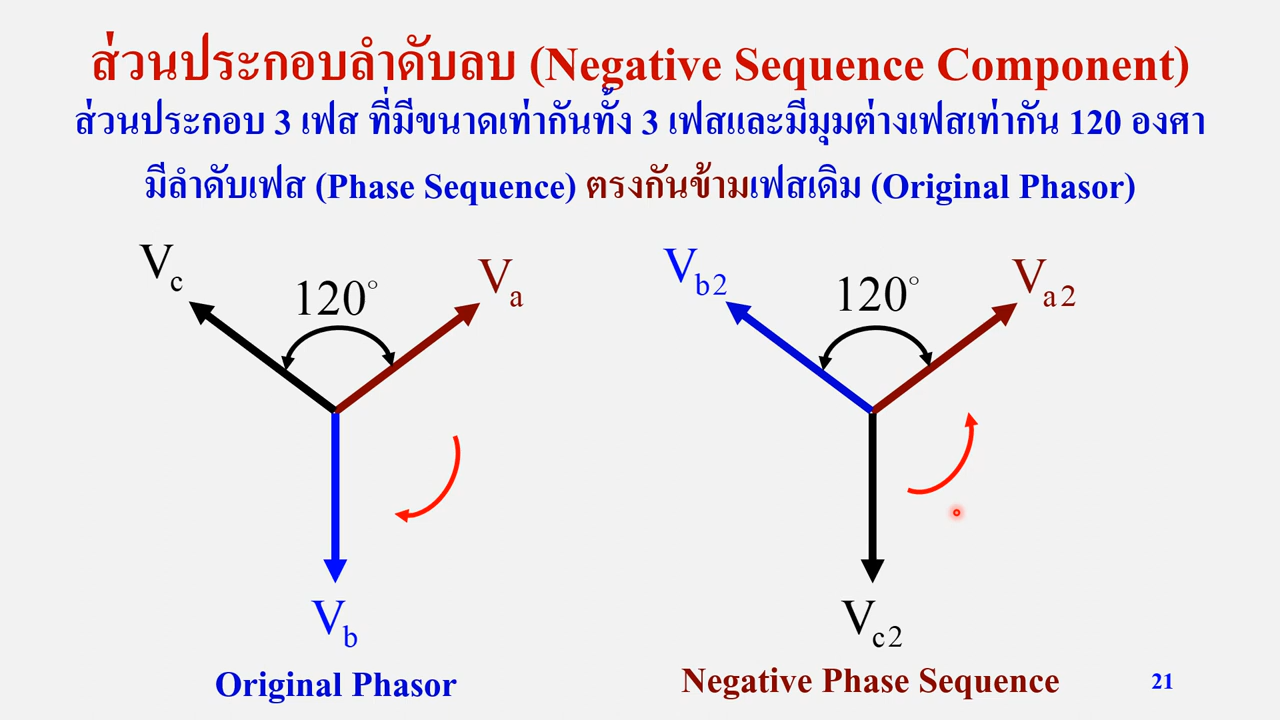 ส่วนประกอบลำดับลบ (Negative Sequence Component)
ส่วนประกอบ 3 เฟส ที่มีขนาดเท่ากันทั้ง 3 เฟสและมีมุมต่างเฟสเท่ากัน 120 องศา
มีลำดับเฟส (Phase Sequence) ตรงกันข้ามเฟสเดิม (Original Phasor)
Vc
120°
Va
Vb
Original Phasor
Vb2
120°
Va2
Vc2
Negative Phase Sequence
21